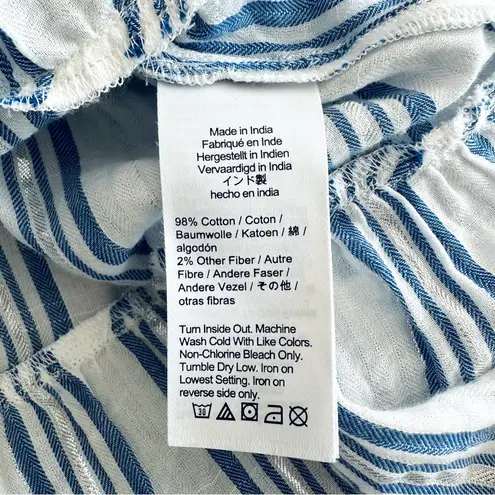 Made in India
Fabriqué en Inde
Hergestellt in Indien
Vervaardigd in India
インド製
hecho en india
98% Cotton / Coton /
Baumwolle / Katoen / 綿 /
algodón
2% Other Fiber / Autre
Fibre / Andere Faser /
Andere Vezel / その他 /
otras fibras
Turn Inside Out. Machine
Wash Cold With Like Colors.
Non-Chlorine Bleach Only.
Tumble Dry Low. Iron on
Lowest Setting. Iron on
reverse side only.
30